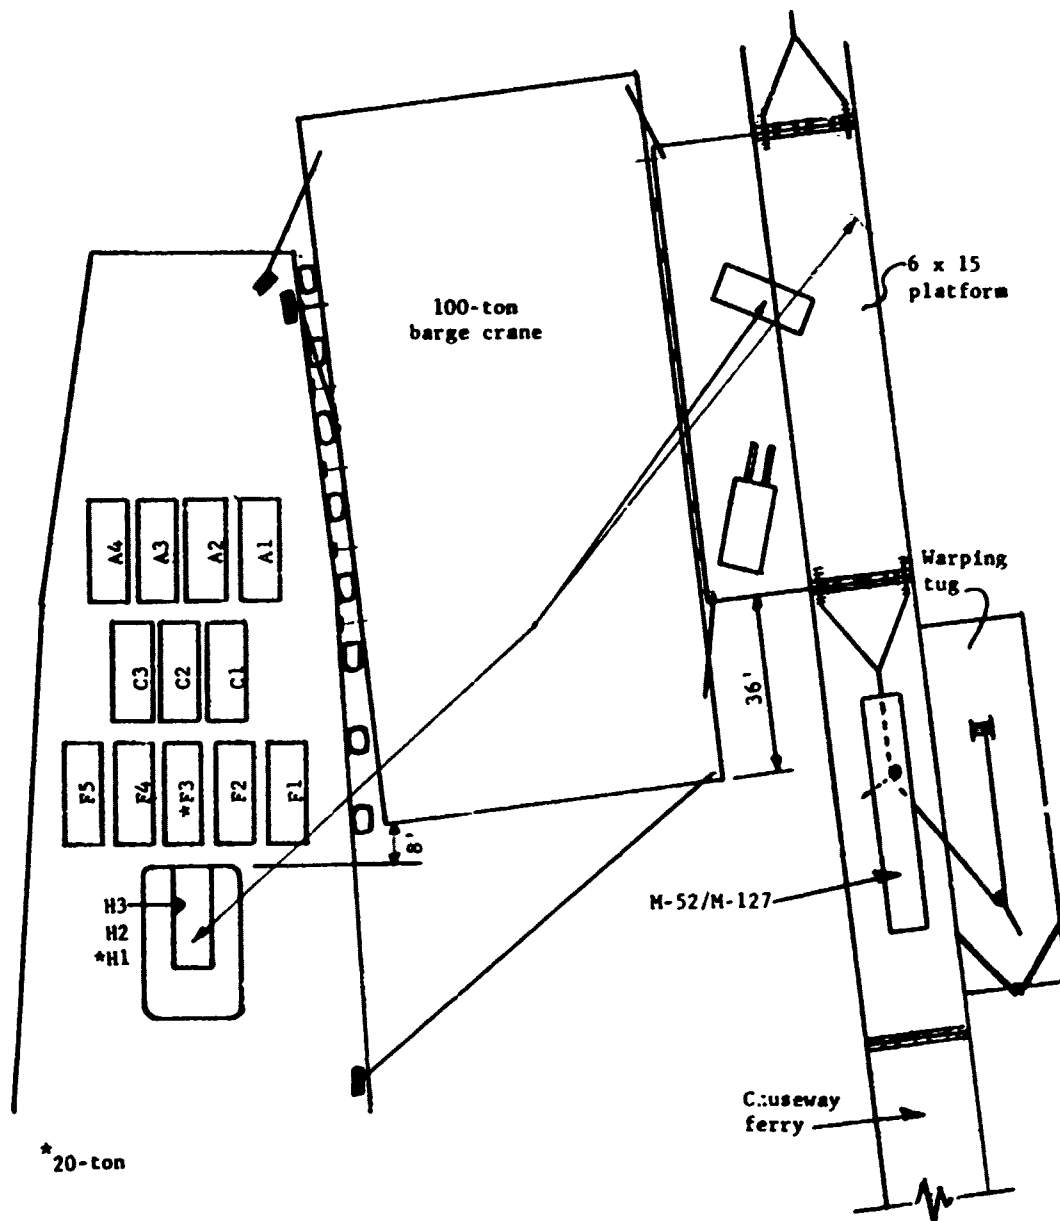 6 x 15
platform
100-ton
barge crane
A4
A3
A2
A1
Warping
tug
C3
C2
C1
36'
F5
F4
*F3
F2
F1
8'
H3
H2
*H1
M-52/M-127
C:useway
ferry
*20-ton